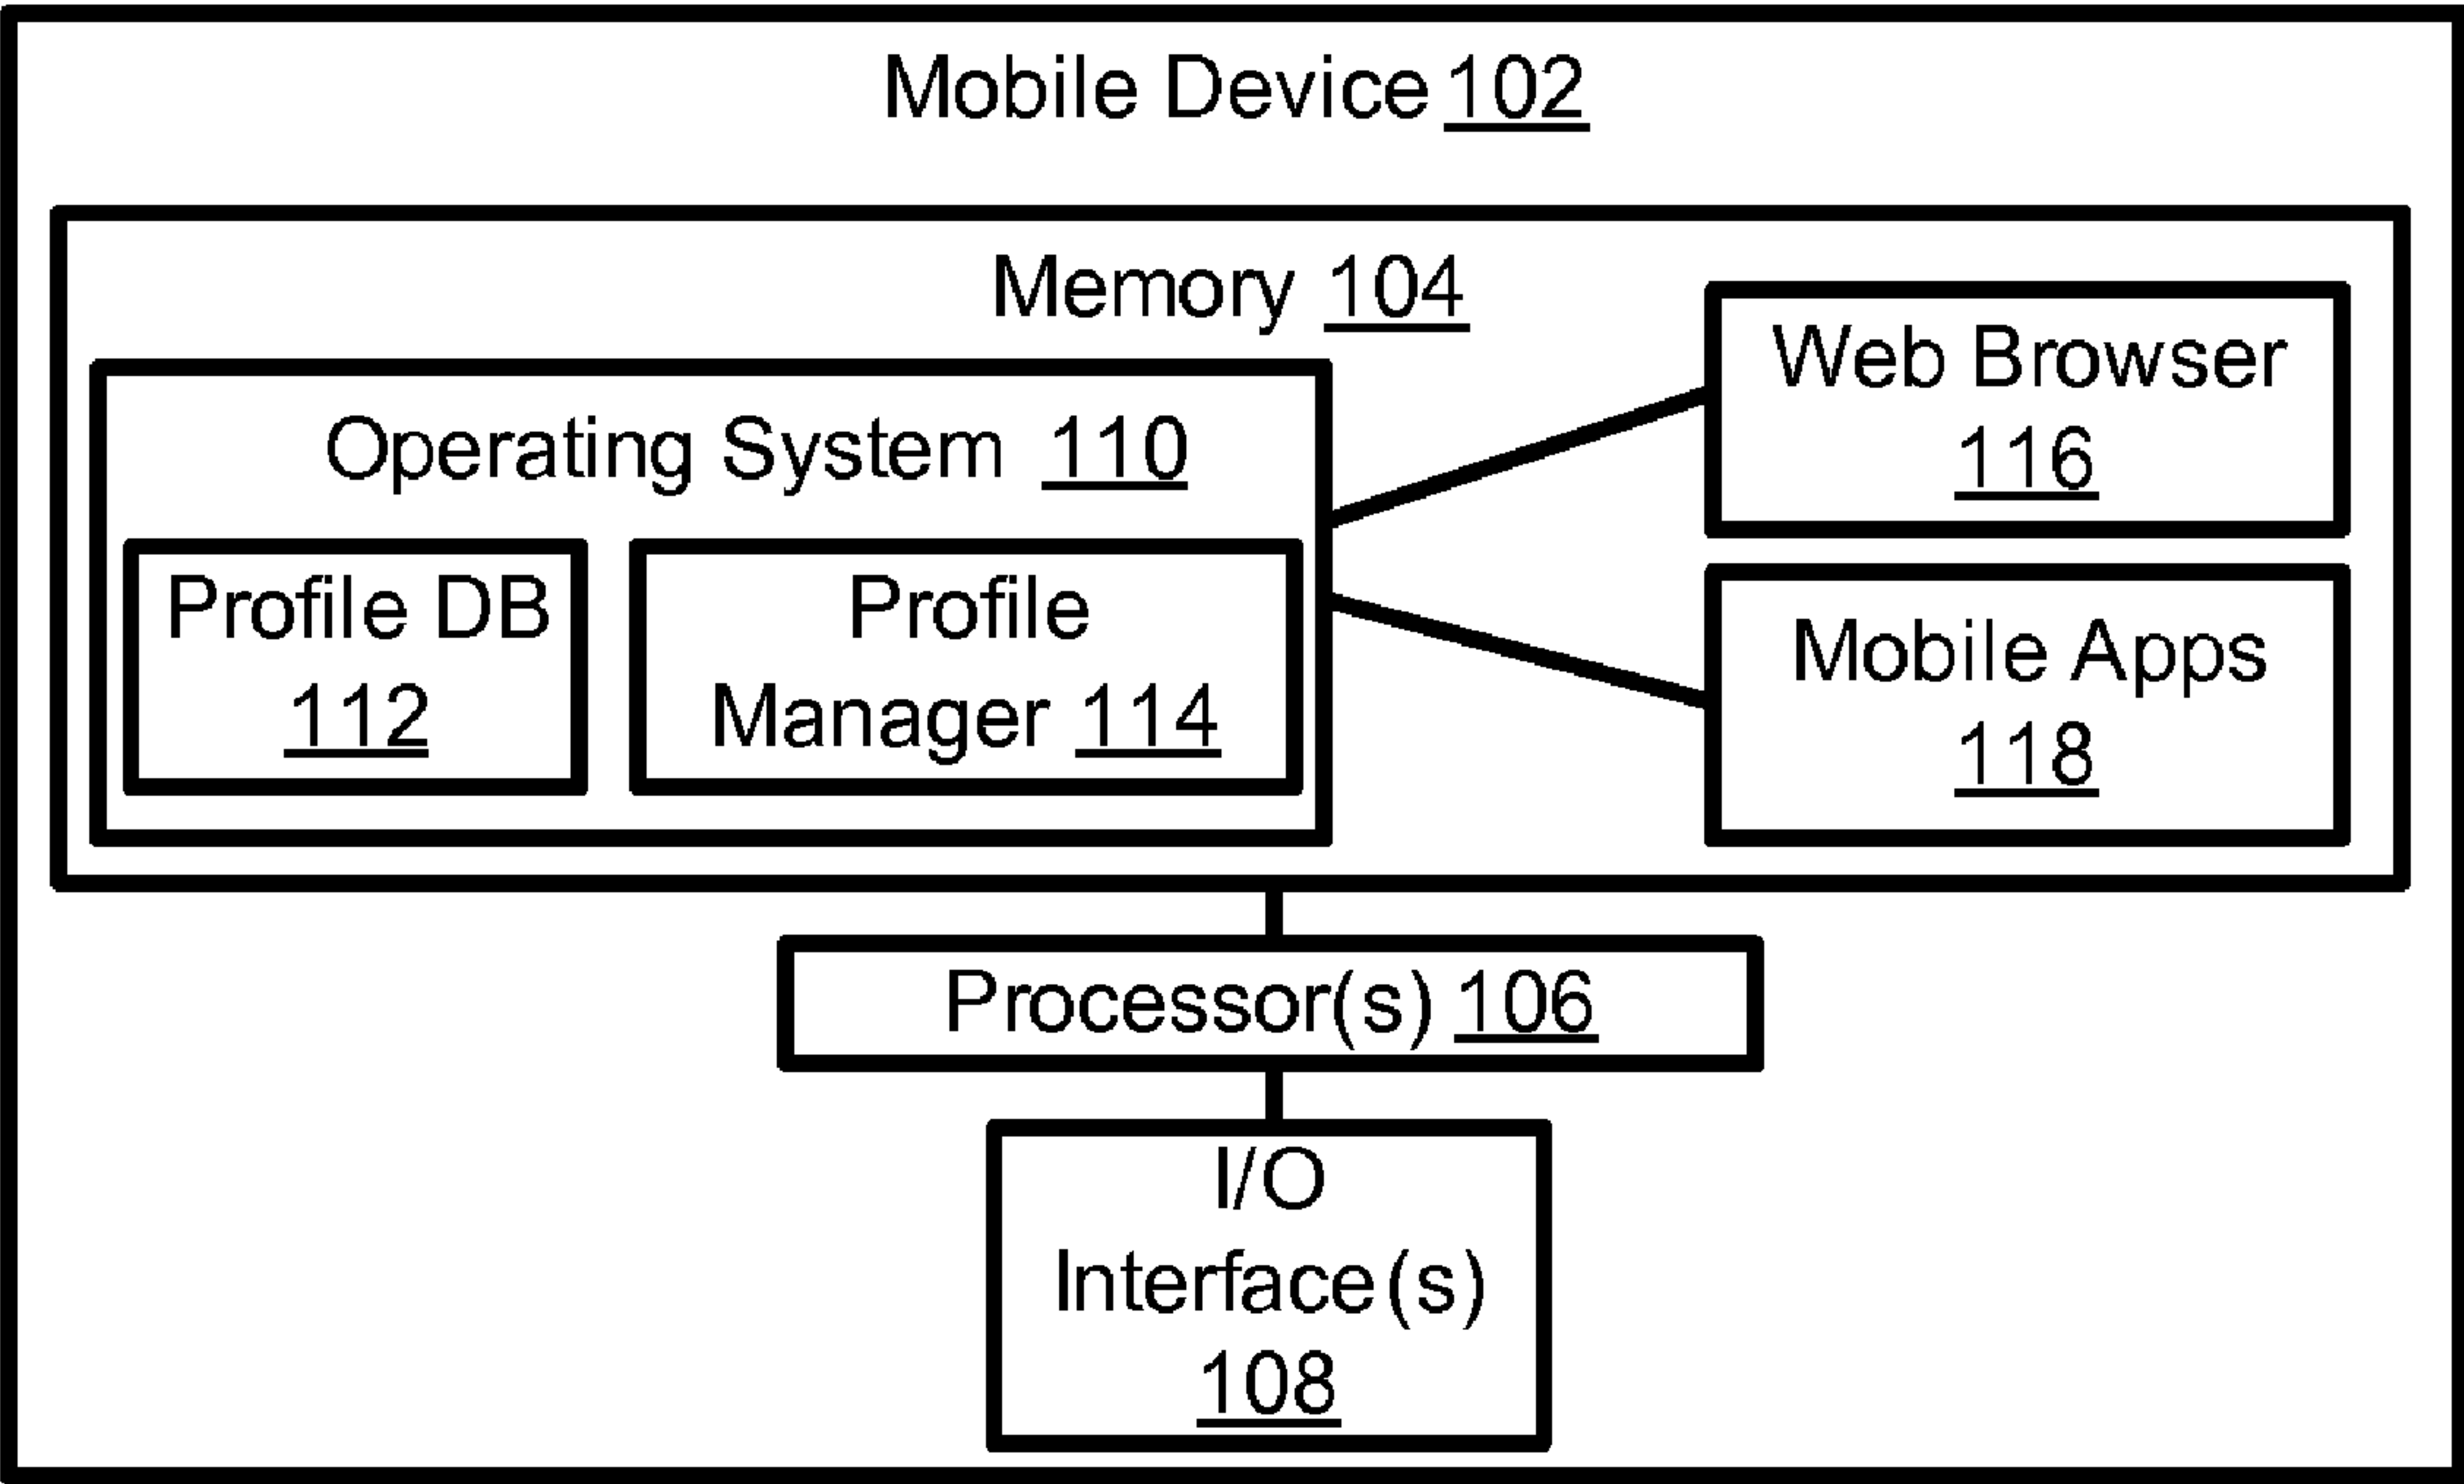 Mobile Device 102
Memory 104
Operating System 110
Profile DB
112
Profile
Manager 114
Web Browser
116
Mobile Apps
118
Processor(s) 106
I/O
Interface(s)
108